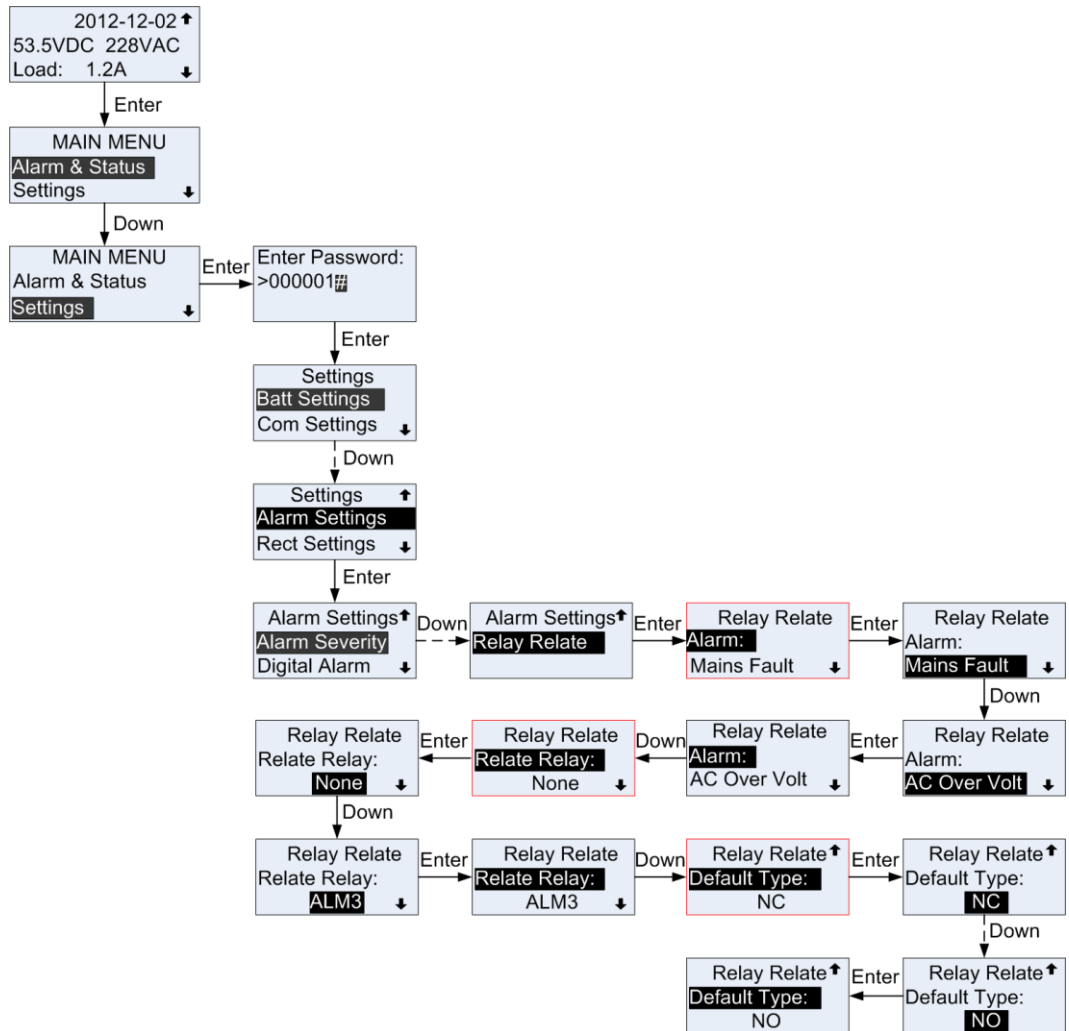 2012-12-02
53.5VDC 228VAC
Load: 1.2A
Enter
MAIN MENU
Alarm & Status
Settings
Down
MAIN MENU
Alarm & Status
Settings
Enter
Enter Password:
>000001#
Enter
Settings
Batt Settings
Com Settings
Down
Settings
Alarm Settings
Rect Settings
Enter
Alarm Settings
Alarm Severity
Digital Alarm
Down
Alarm Settings
Relay Relate
Enter
Relay Relate
Alarm:
Mains Fault
Enter
Relay Relate
Alarm:
Mains Fault
Down
Relay Relate
Alarm:
AC Over Volt
Enter
Relay Relate
Alarm:
AC Over Volt
Down
Relay Relate
Relate Relay:
None
Enter
Relay Relate
Relate Relay:
None
Down
Relay Relate
Relate Relay:
ALM3
Enter
Relay Relate
Relate Relay:
ALM3
Down
Relay Relate
Default Type:
NC
Enter
Relay Relate
Default Type:
NC
Down
Relay Relate
Default Type:
NO
Enter
Relay Relate
Default Type:
NO